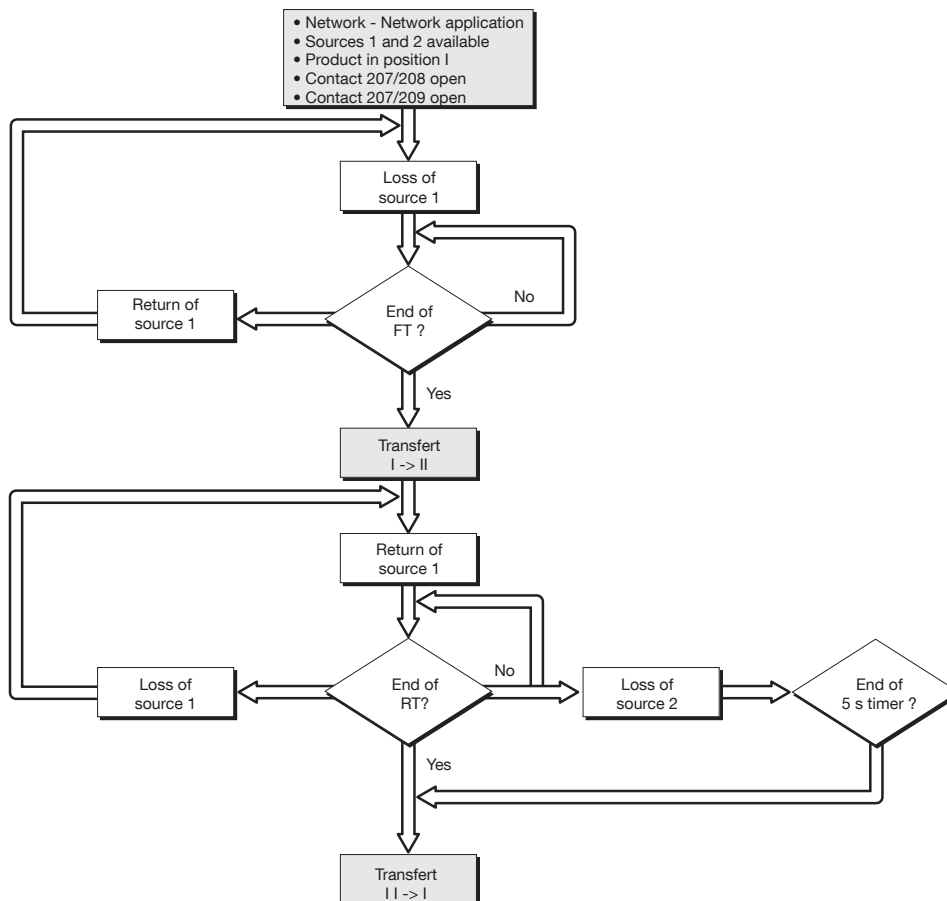 • Network - Network application
• Sources 1 and 2 available
• Product in position I
• Contact 207/208 open
• Contact 207/209 open
Loss of
source 1
No
Return of
source 1
End of
FT ?
Yes
Transfert
I -> II
Return of
source 1
No
Loss of
source 1
End of
RT?
Loss of
source 2
End of
5 s timer ?
Yes
Transfert
I I -> I